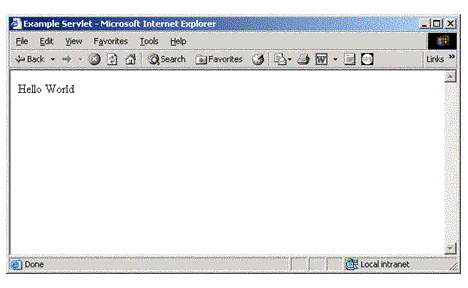 Example Servlet - Microsoft Internet Explorer
File Edit View Favorites Tools Help
Back Search Favorites Links »
Hello World
Done Local intranet